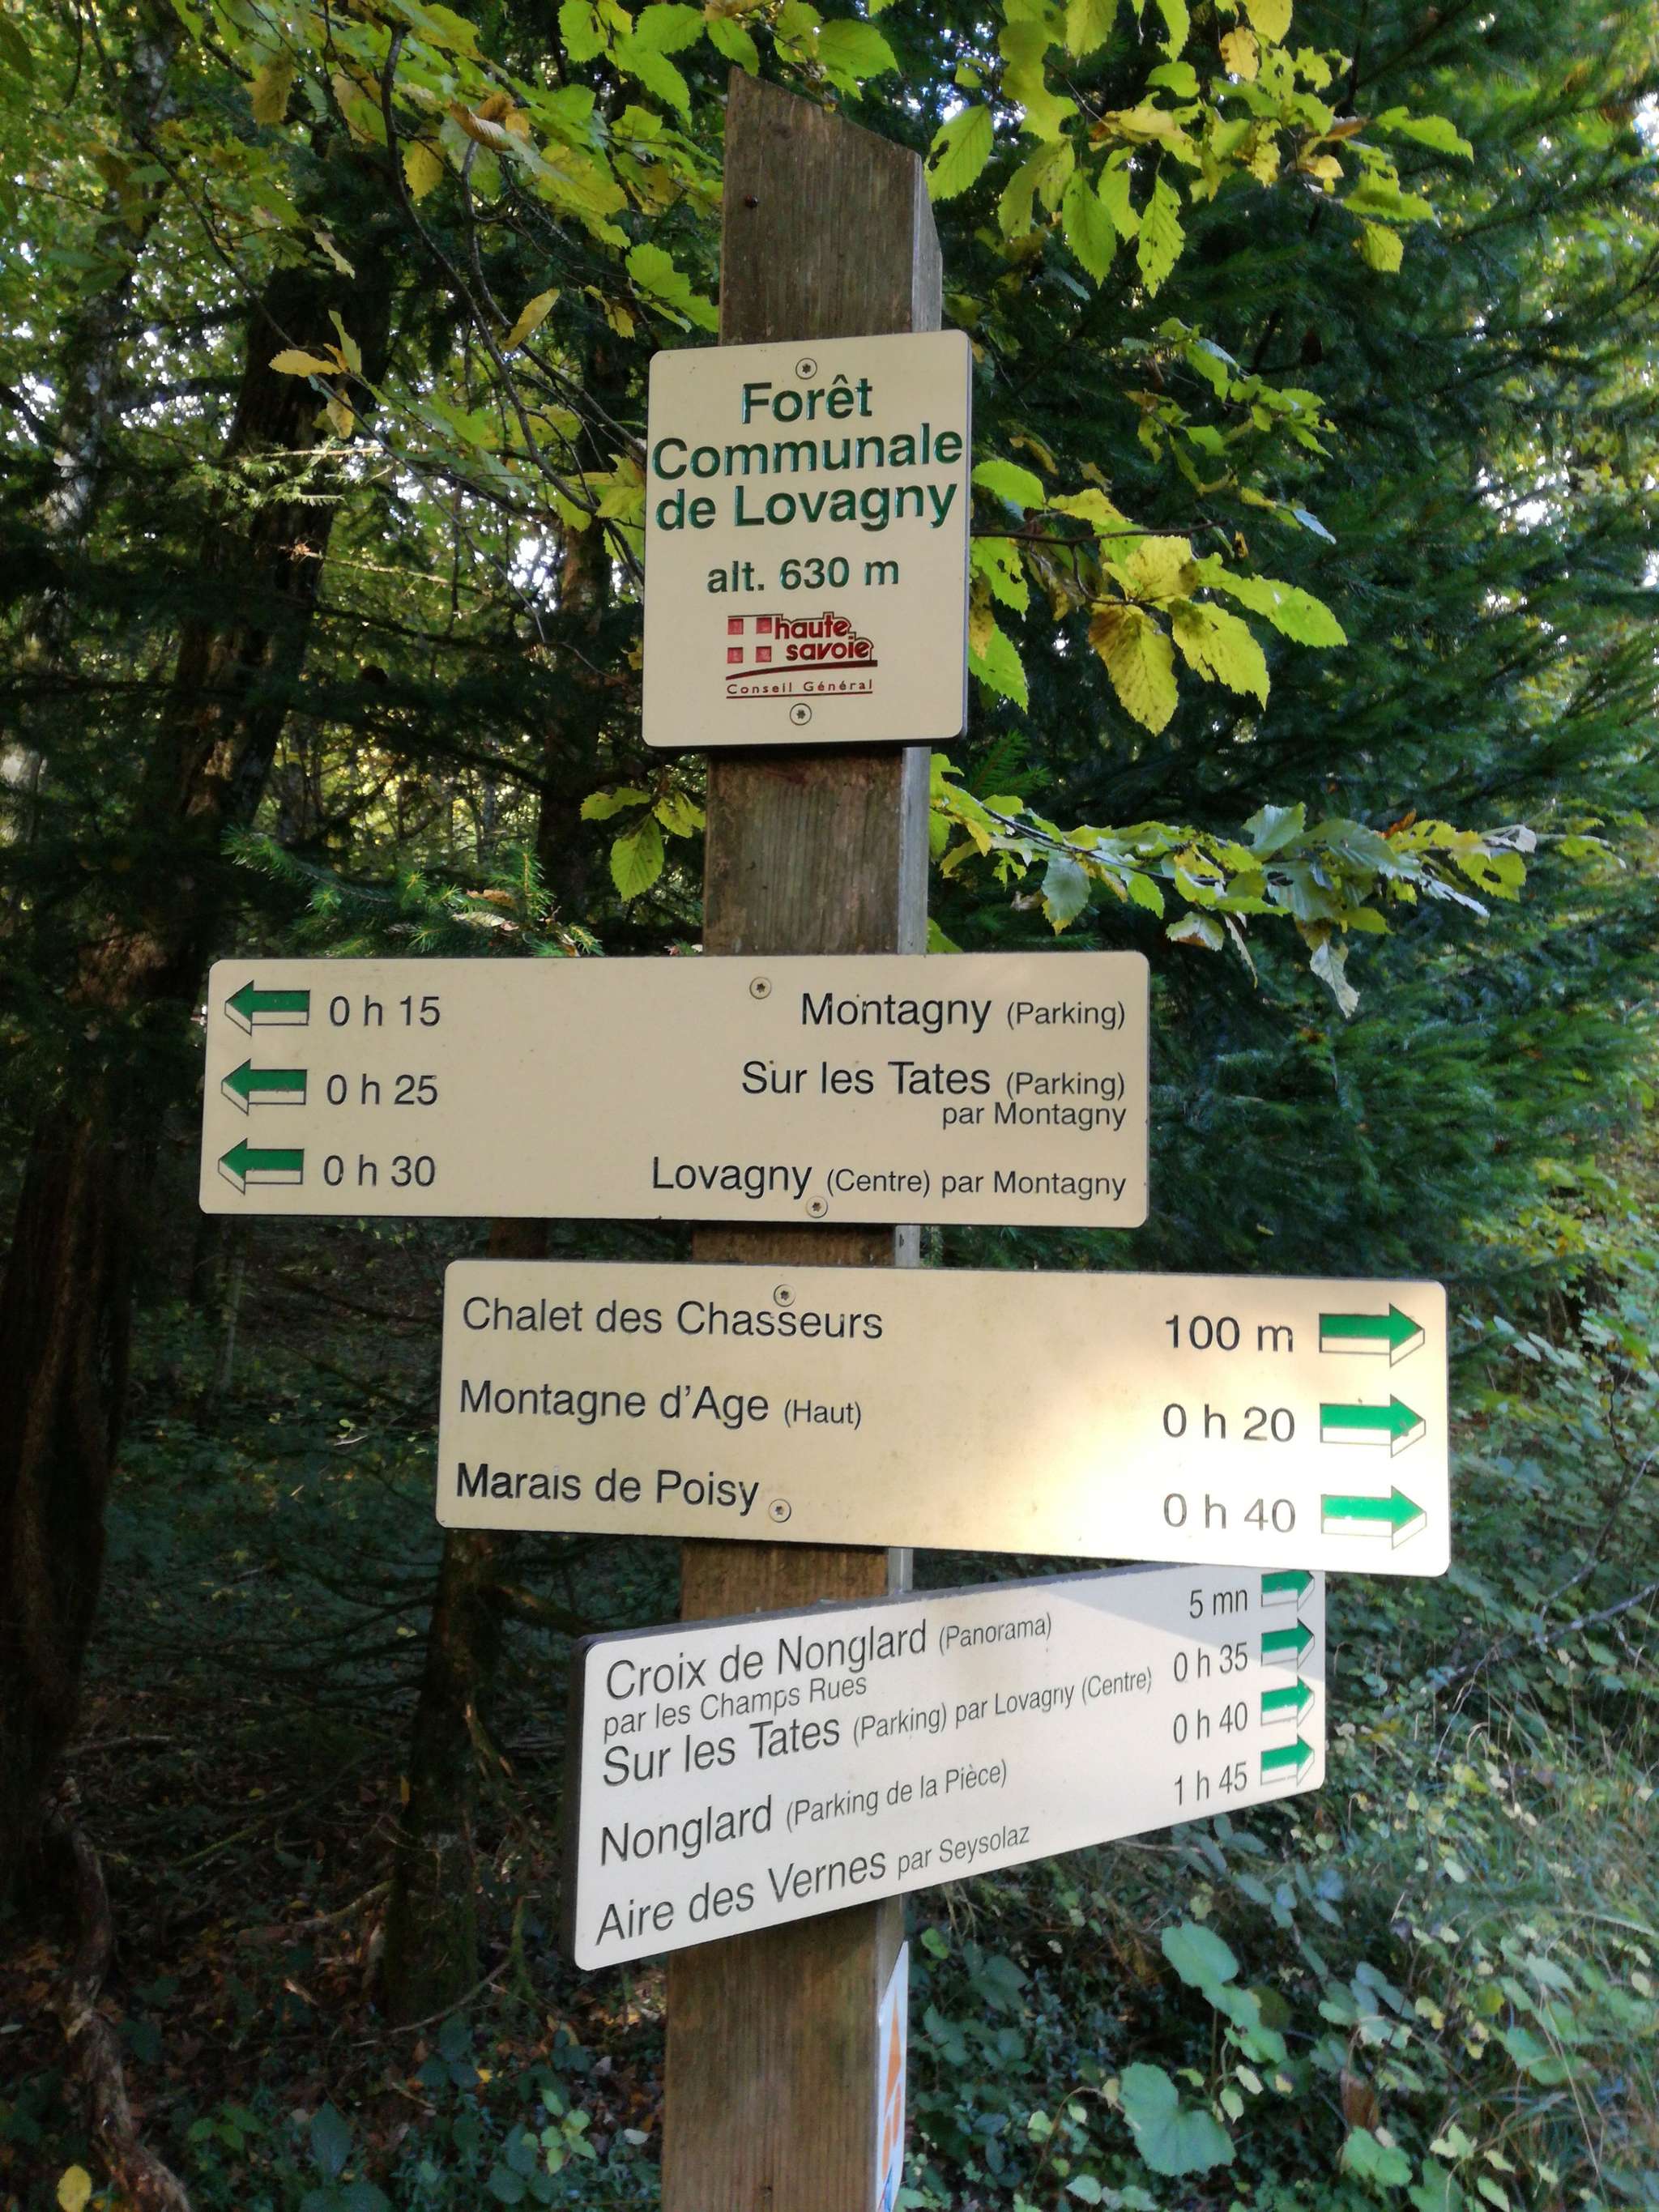 Forêt
Communale
de Lovagny
alt. 630 m
haute
savoie
Conseil Général
0 h 15 Montagny (Parking)
0 h 25 Sur les Tates (Parking)
par Montagny
0 h 30 Lovagny (Centre) par Montagny
Chalet des Chasseurs 100 m
Montagne d'Age (Haut) 0 h 20
Marais de Poisy 0 h 40
Croix de Nonglard (Panorama) 5 mn
par les Champs Rues
Sur les Tates (Parking) par Lovagny (Centre) 0 h 35
Nonglard (Parking de la Pièce) 0 h 40
Aire des Vernes par Seysolaz 1 h 45